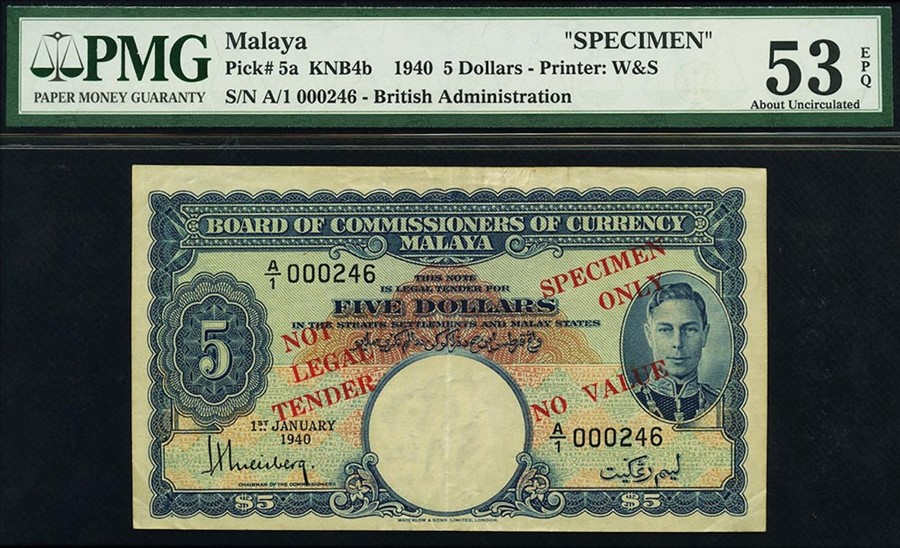 PMG
PAPER MONEY GUARANTY
Malaya "SPECIMEN"
Pick# 5a KNB4b 1940 5 Dollars - Printer: W&S
S/N A/1 000246 - British Administration
53
EPQ
About Uncirculated
BOARD OF COMMISSIONERS OF CURRENCY
MALAYA
A/1 000246
THIS NOTE
IS LEGAL TENDER FOR
FIVE DOLLARS
IN THE STRAITS SETTLEMENTS AND MALAY STATES
SPECIMEN
ONLY
5
NOT
LEGAL
TENDER
NO VALUE
1ST JANUARY
1940
A/1 000246
CHAIRMAN OF THE COMMISSIONERS
ليم رڠݢيت
$5
$5
WATERLOW & SONS LIMITED, LONDON.